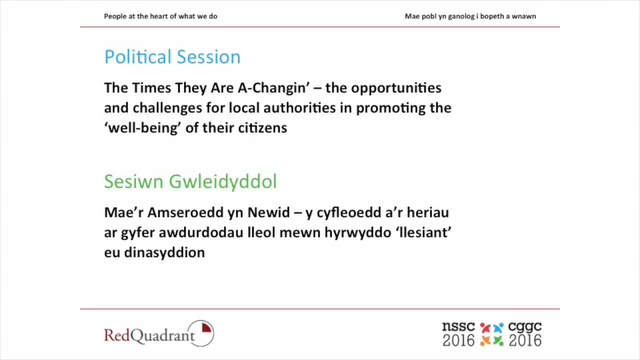 People at the heart of what we do
Mae pobl yn ganolog i bopeth a wnawn
Political Session
The Times They Are A-Changin’ – the opportunities
and challenges for local authorities in promoting the
‘well-being’ of their citizens
Sesiwn Gwleidyddol
Mae’r Amseroedd yn Newid – y cyfleoedd a’r heriau
ar gyfer awdurdodau lleol mewn hyrwyddo ‘llesiant’
eu dinasyddion
RedQuadrant
nssc cggc
2016 2016